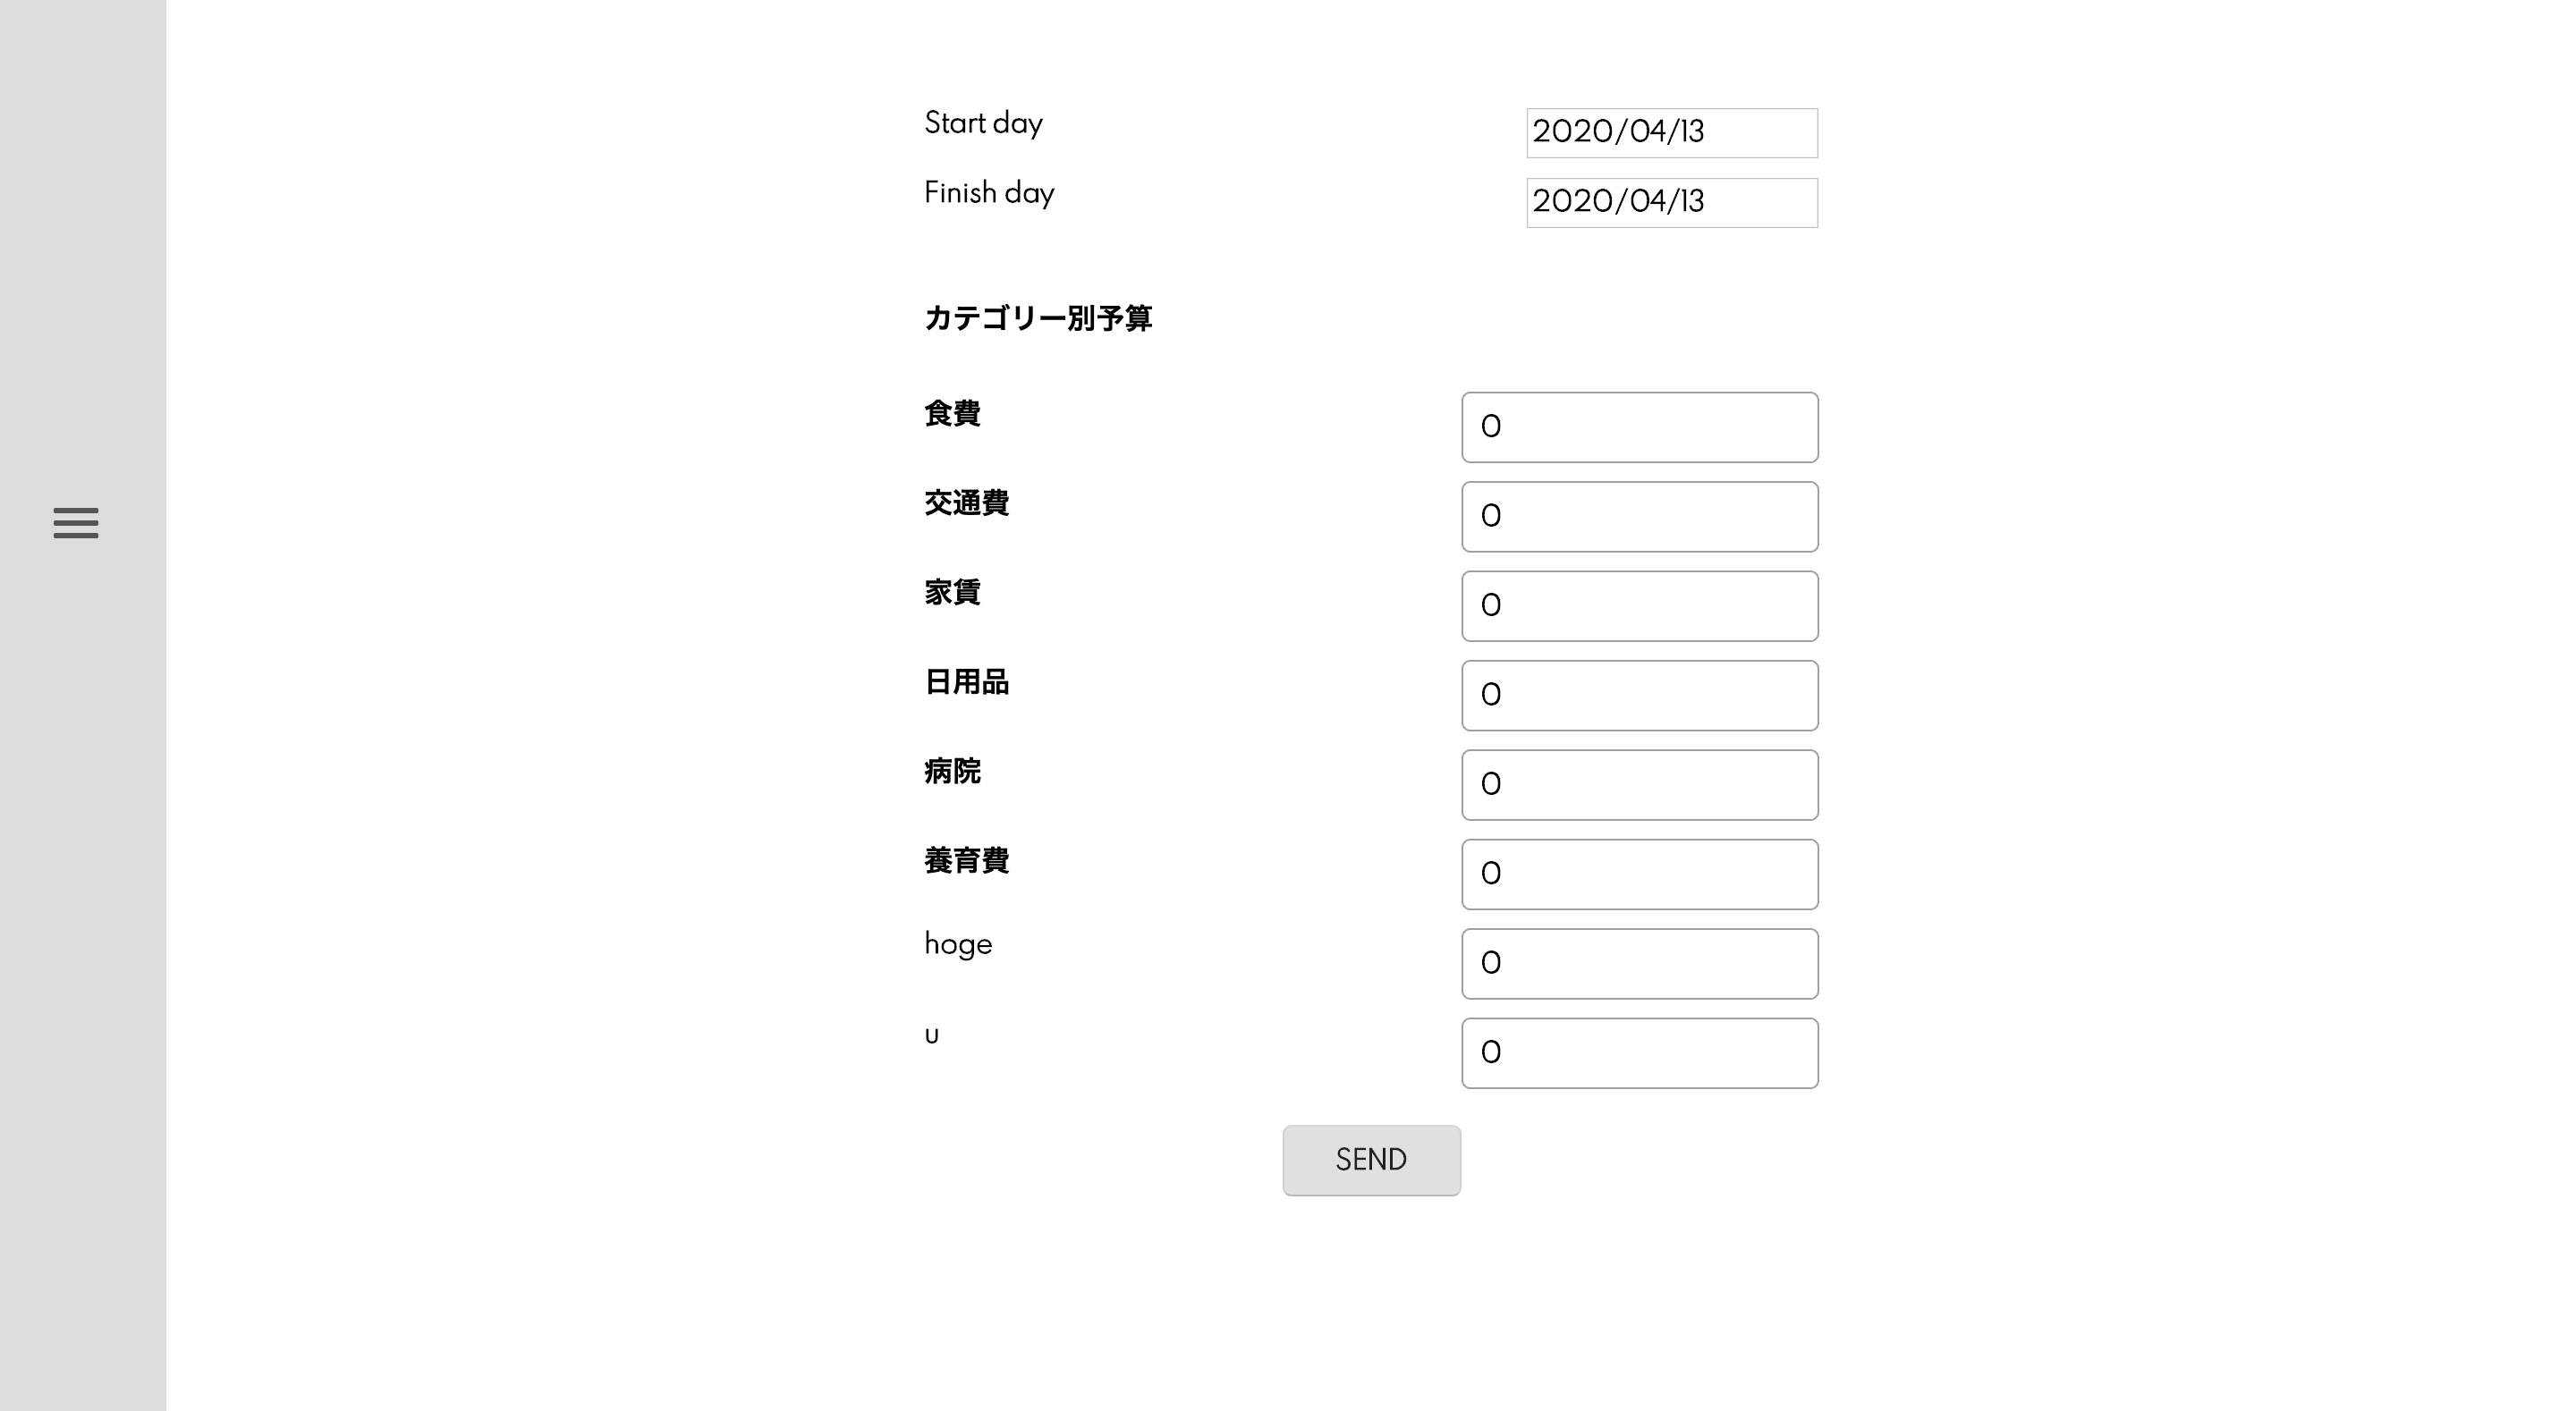 Start day 2020/04/13
Finish day 2020/04/13
カテゴリー別予算
食費 0
交通費 0
家賃 0
日用品 0
病院 0
養育費 0
hoge 0
u 0
SEND